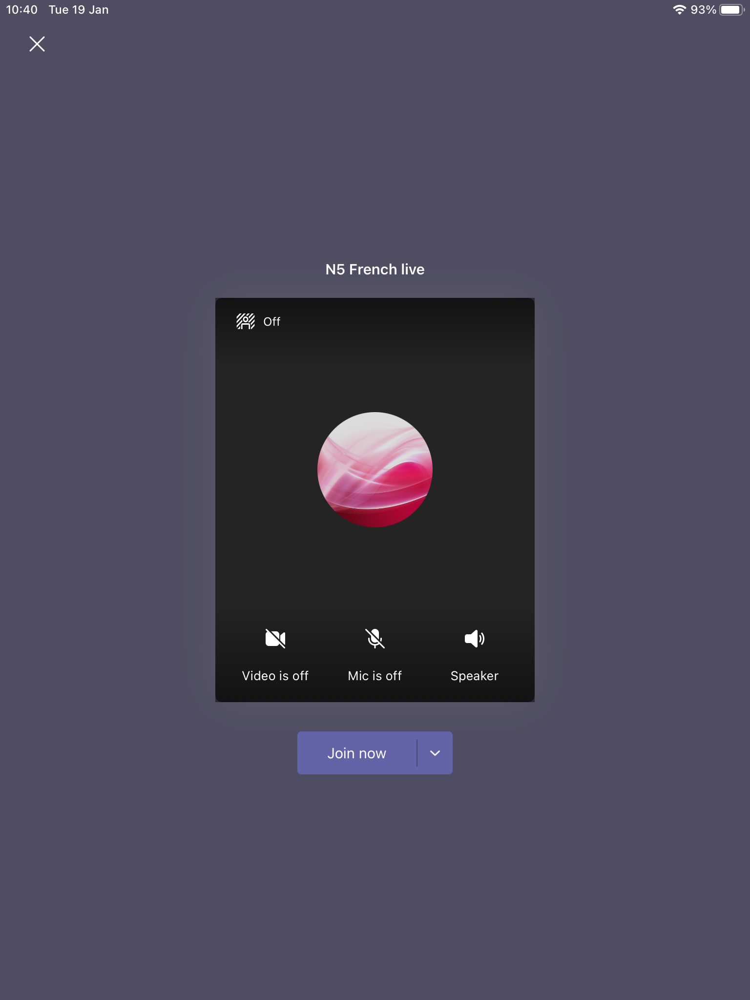 10:40 Tue 19 Jan 93%
N5 French live
Off
Video is off Mic is off Speaker
Join now